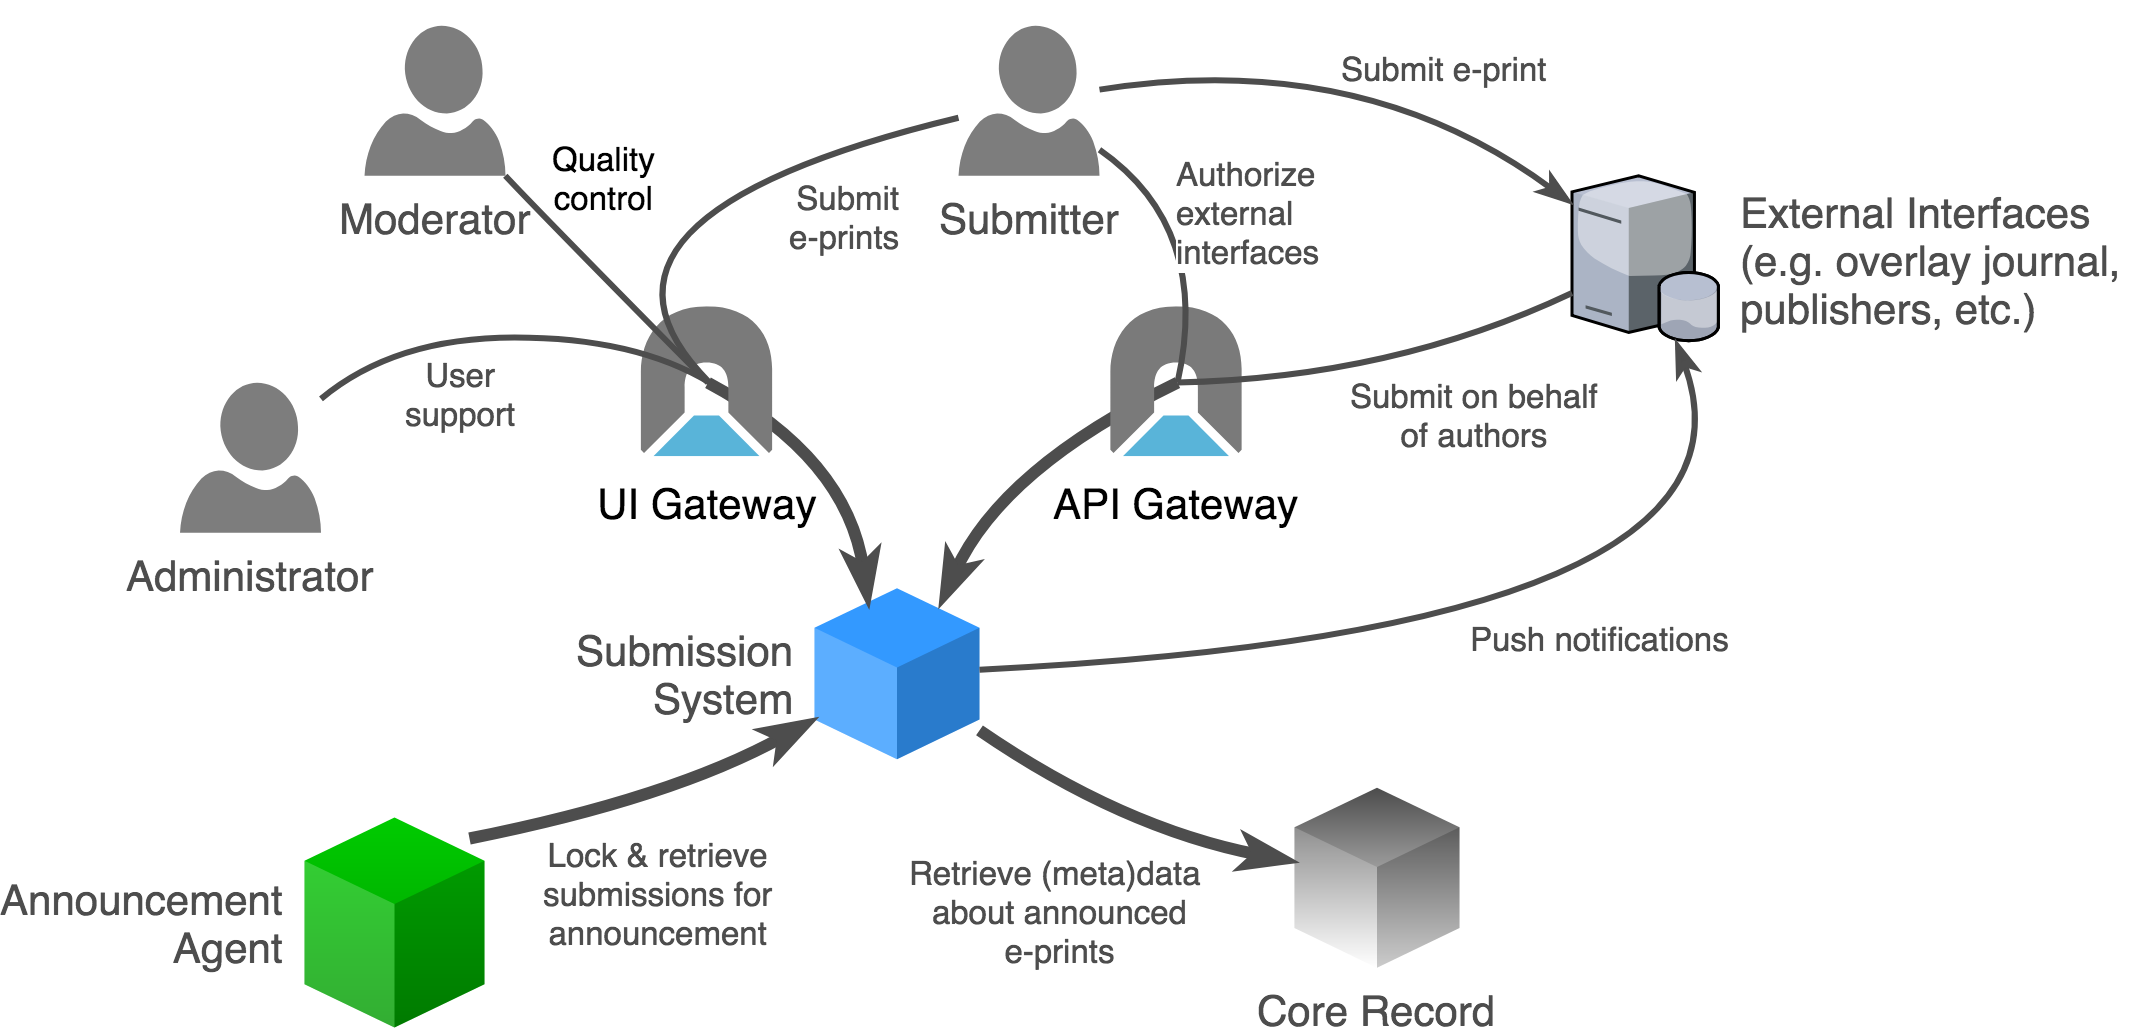 Submit e-print
Quality
control
Authorize
external
interfaces
Submit
e-prints
Moderator
Submitter
External Interfaces
(e.g. overlay journal,
publishers, etc.)
User
support
Submit on behalf
of authors
UI Gateway
API Gateway
Administrator
Submission
System
Push notifications
Lock & retrieve
submissions for
announcement
Retrieve (meta)data
about announced
e-prints
Announcement
Agent
Core Record